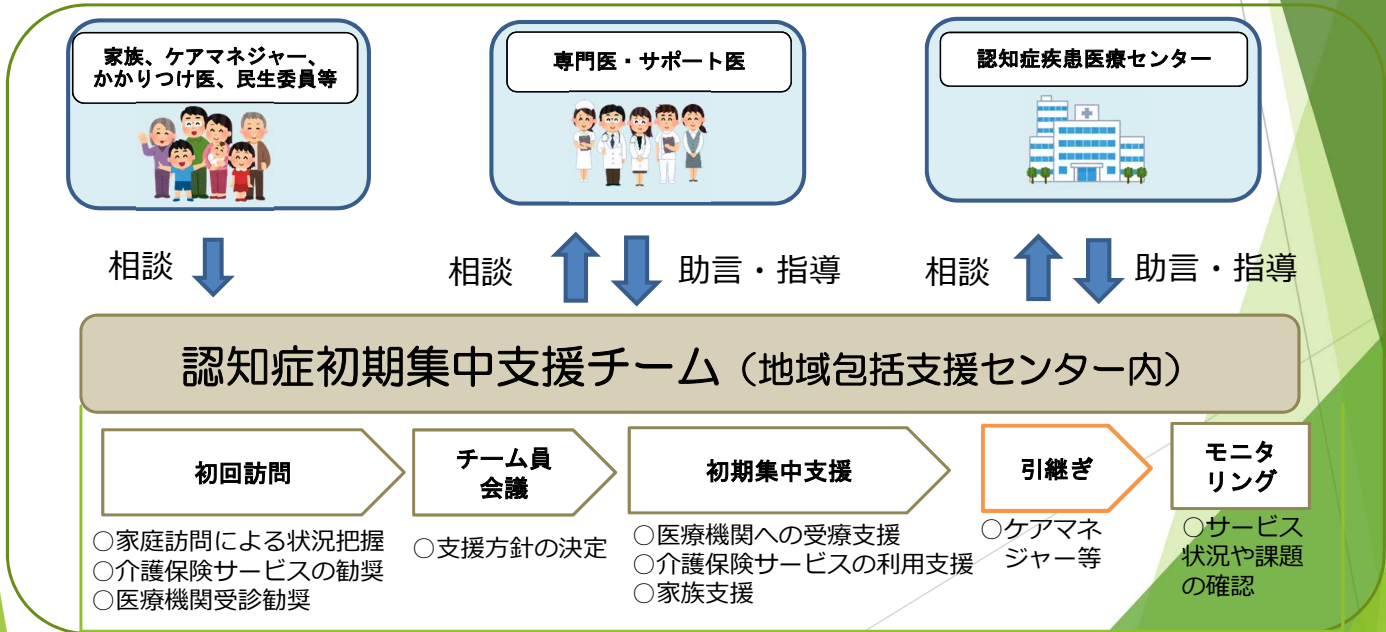 家族、ケアマネジャー、
かかりつけ医、民生委員等
専門医・サポート医
認知症疾患医療センター
相談
相談
助言・指導
相談
助言・指導
認知症初期集中支援チーム（地域包括支援センター内）
初回訪問
チーム員
会議
初期集中支援
引継ぎ
モニタ
リング
○家庭訪問による状況把握
○介護保険サービスの勧奨
○医療機関受診勧奨
○支援方針の決定
○医療機関への受療支援
○介護保険サービスの利用支援
○家族支援
○ケアマネ
ジャー等
○サービス
状況や課題
の確認